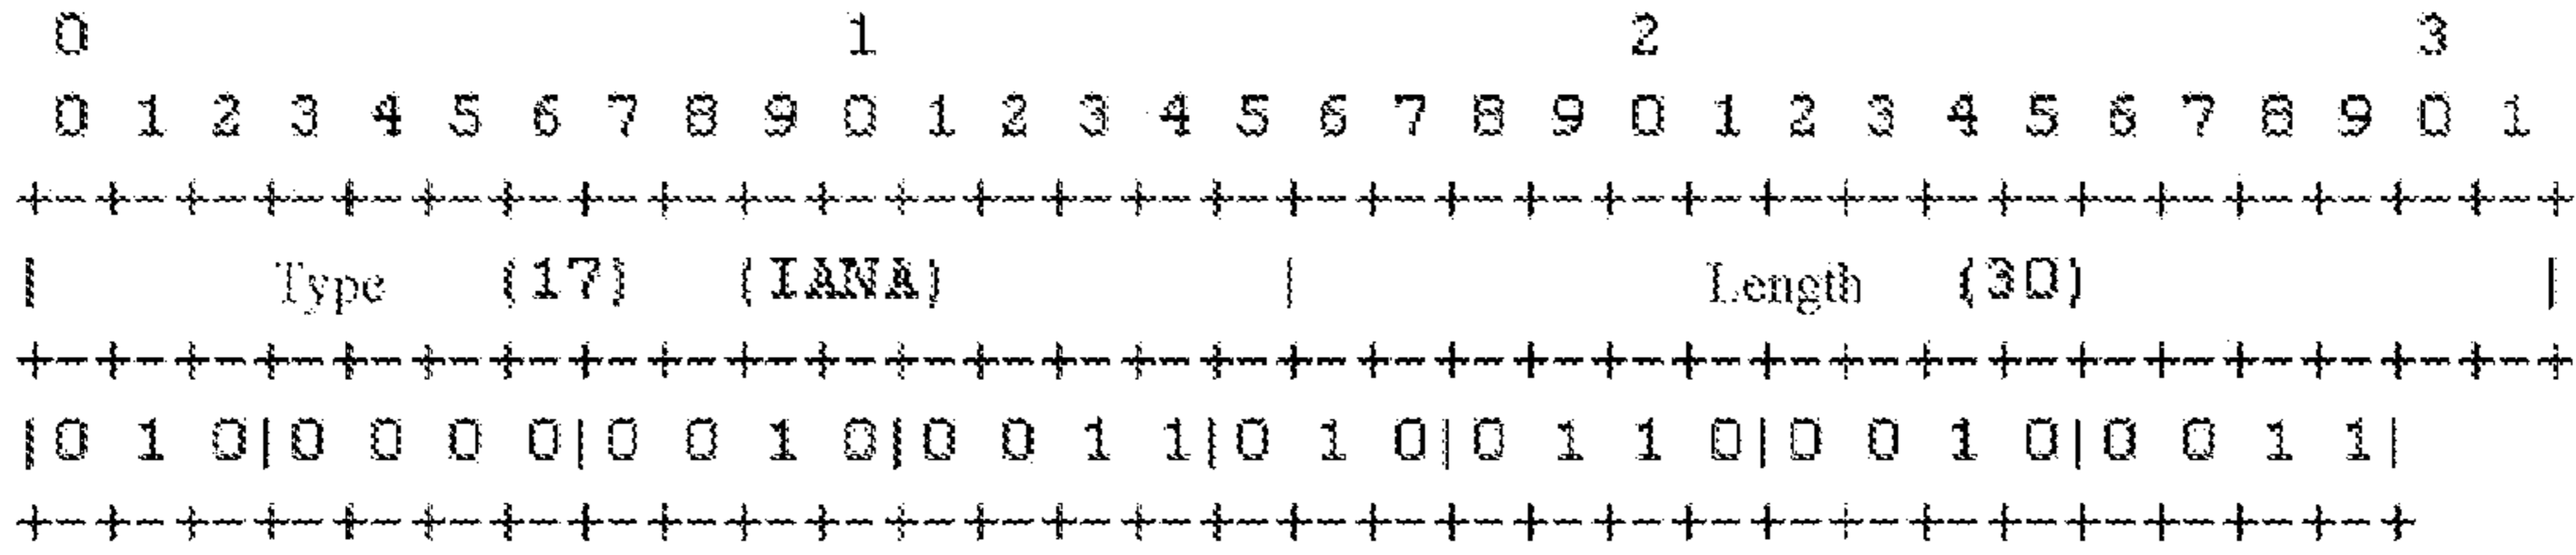 0 1 2 3
0 1 2 3 4 5 6 7 8 9 0 1 2 3 4 5 6 7 8 9 0 1 2 3 4 5 6 7 8 9 0 1
+-+-+-+-+-+-+-+-+-+-+-+-+-+-+-+-+-+-+-+-+-+-+-+-+-+-+-+-+-+-+-+-+
| Type (17) (IANA) | Length (30) |
+-+-+-+-+-+-+-+-+-+-+-+-+-+-+-+-+-+-+-+-+-+-+-+-+-+-+-+-+-+-+-+-+
|0 1 0|0 0 0 0|0 0 1 0|0 0 1 1|0 1 0|0 1 1 0|0 0 1 0|0 0 1 1|
+-+-+-+-+-+-+-+-+-+-+-+-+-+-+-+-+-+-+-+-+-+-+-+-+-+-+-+-+-+-+